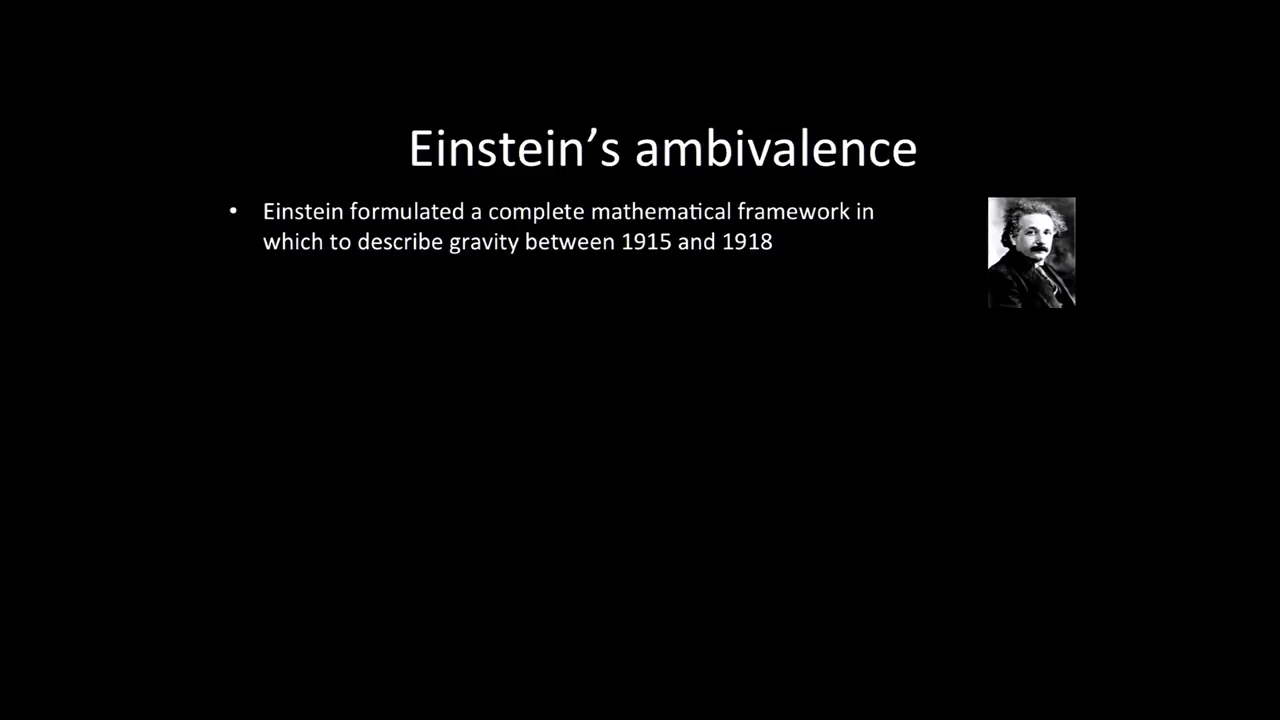 Einstein’s ambivalence
• Einstein formulated a complete mathematical framework in
which to describe gravity between 1915 and 1918